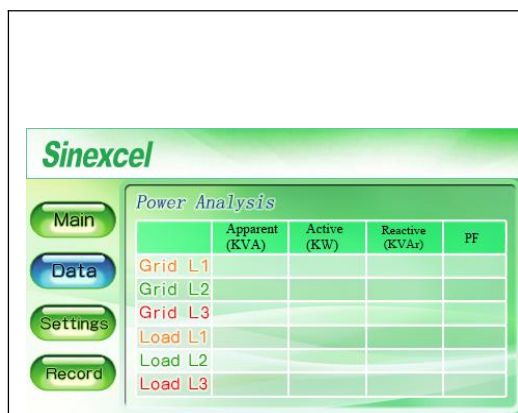 Sinexcel
Power Analysis
Main
Data
Settings
Record
Apparent Active Reactive PF
(KVA) (KW) (KVAr)
Grid L1
Grid L2
Grid L3
Load L1
Load L2
Load L3